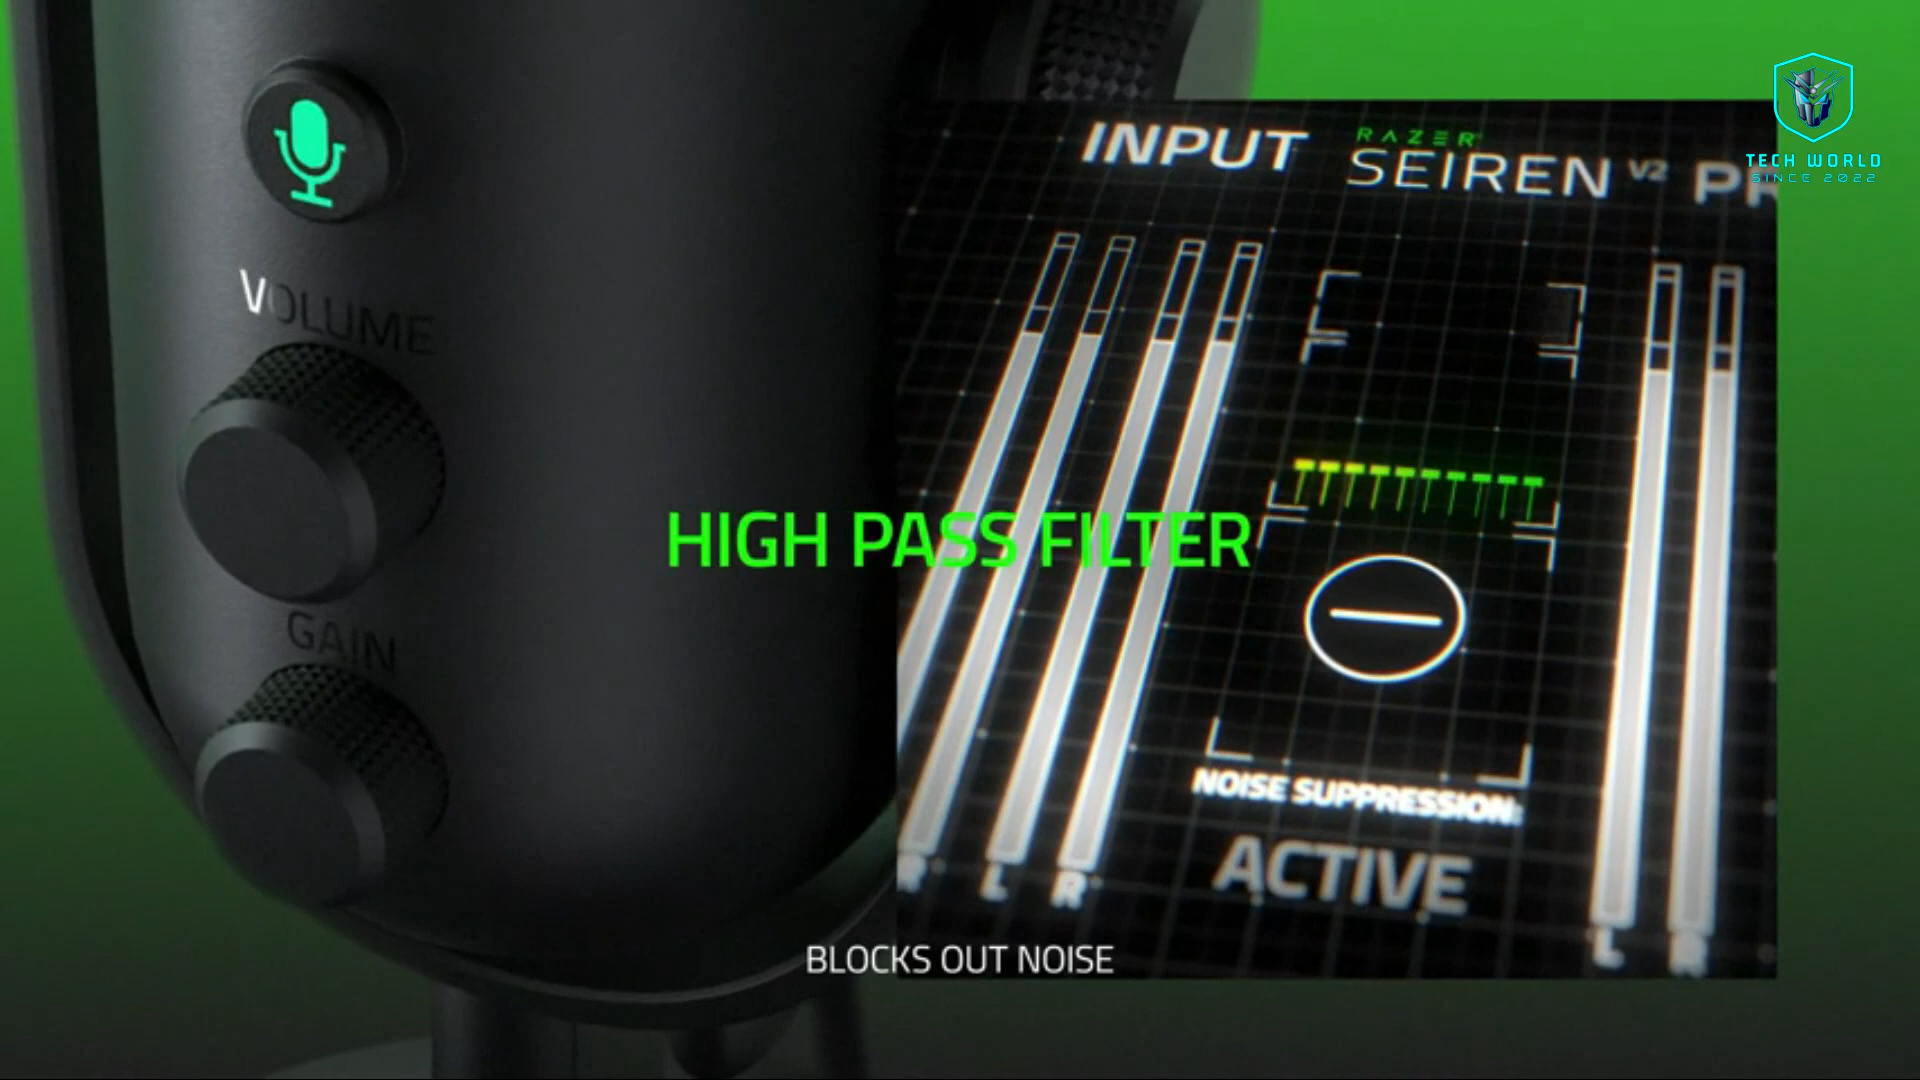 VOLUME
GAIN
INPUT
RAZER
SEIREN V2
TECH WORLD
SINCE 2022
HIGH PASS FILTER
NOISE SUPPRESSION:
ACTIVE
R L R
L R
BLOCKS OUT NOISE